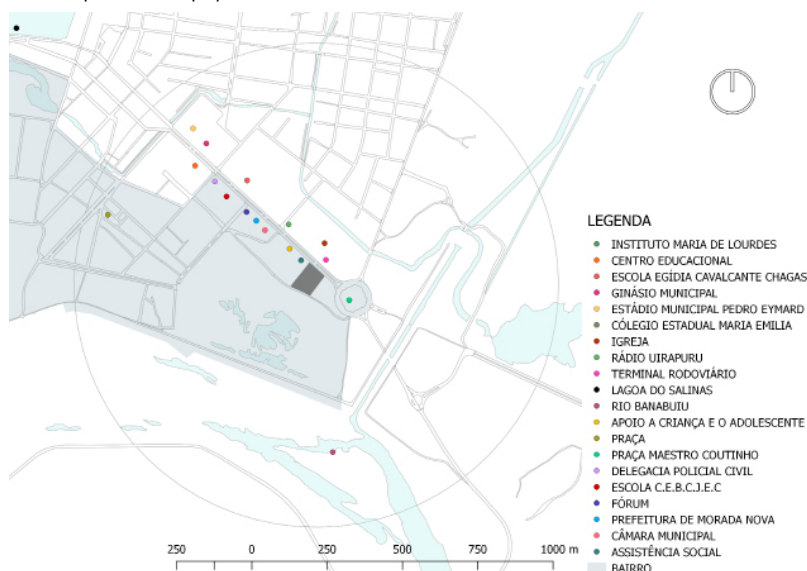 LEGENDA
INSTITUTO MARIA DE LOURDES
CENTRO EDUCACIONAL
ESCOLA EGÍDIA CAVALCANTE CHAGAS
GINÁSIO MUNICIPAL
ESTÁDIO MUNICIPAL PEDRO EYMARD
CÓLEGIO ESTADUAL MARIA EMILIA
IGREJA
RÁDIO UIRAPURU
TERMINAL RODOVIÁRIO
LAGOA DO SALINAS
RIO BANABUIU
APOIO A CRIANÇA E O ADOLESCENTE
PRAÇA
PRAÇA MAESTRO COUTINHO
DELEGACIA POLICIAL CIVIL
ESCOLA C.E.B.C.J.E.C
FÓRUM
PREFEITURA DE MORADA NOVA
CÂMARA MUNICIPAL
ASSISTÊNCIA SOCIAL
BAIRRO
250 0 250 500 750 1000 m